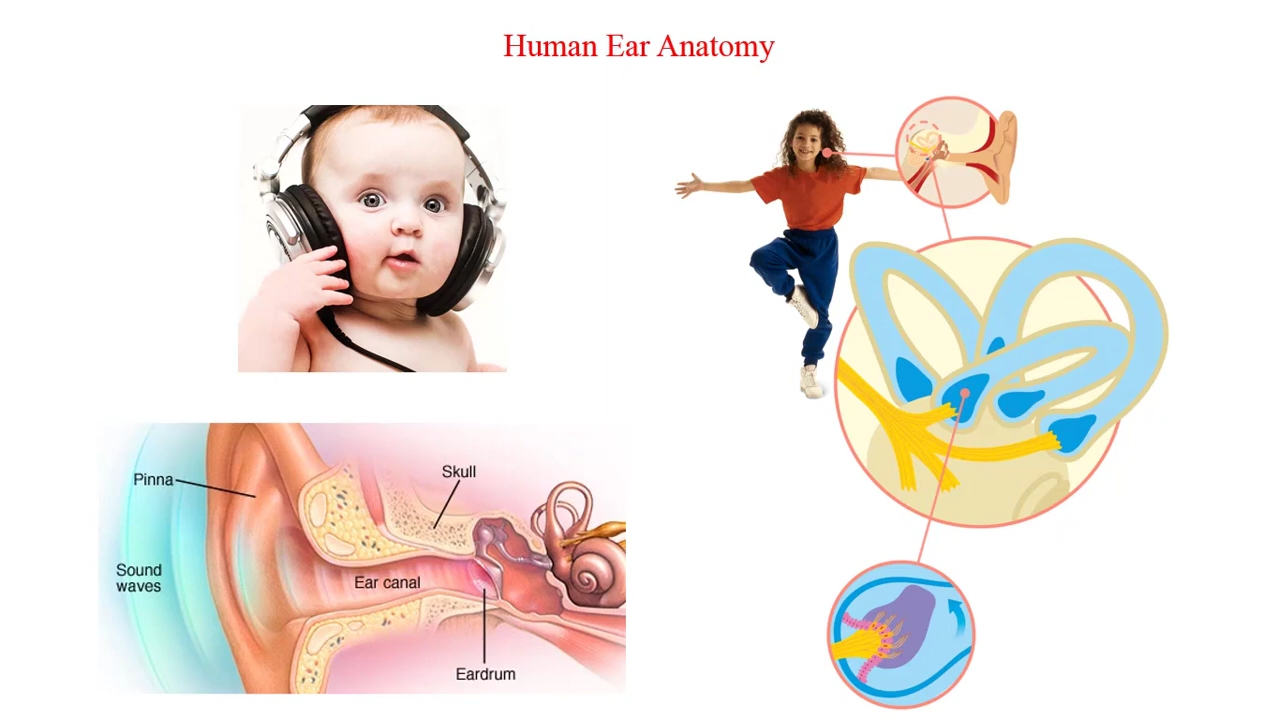 Human Ear Anatomy
Skull
Pinna
Sound
waves
Ear canal
Eardrum